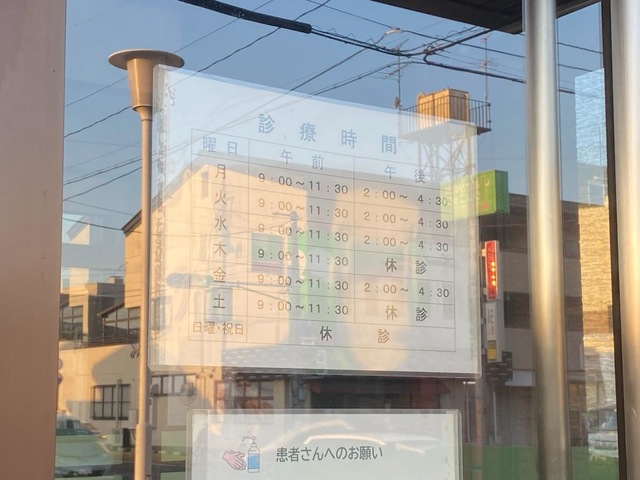 診療時間
曜日 午前 午後
月 9:00~11:30 2:00~4:30
火 9:00~11:30 2:00~4:30
水 9:00~11:30 2:00~4:30
木 9:00~11:30 休診
金 9:00~11:30 2:00~4:30
土 9:00~11:30 休診
日曜・祝日 休診
患者さんへのお願い